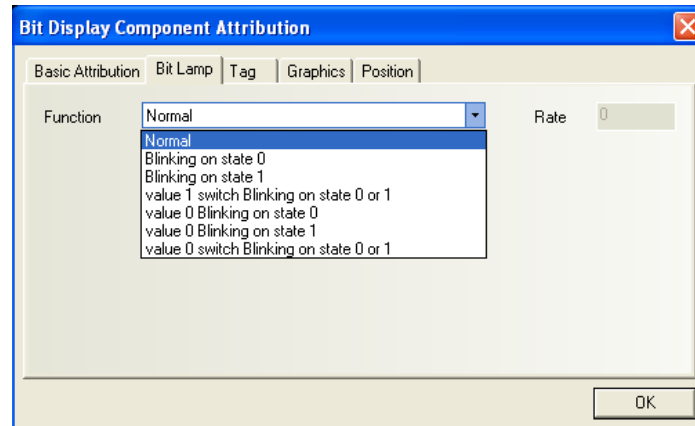 Bit Display Component Attribution
Basic Attribution Bit Lamp Tag Graphics Position
Function Normal Rate 0
Normal
Blinking on state 0
Blinking on state 1
value 1 switch Blinking on state 0 or 1
value 0 Blinking on state 0
value 0 Blinking on state 1
value 0 switch Blinking on state 0 or 1
OK